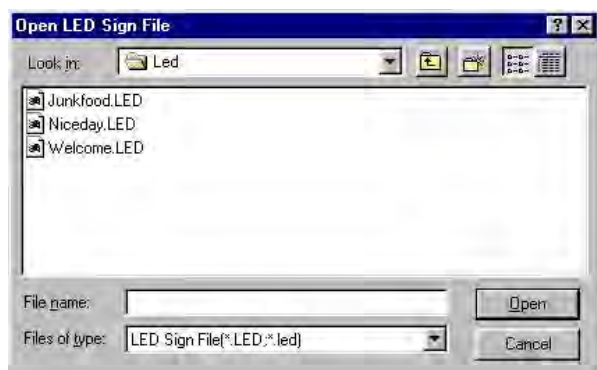 Open LED Sign File
Look in: Led
Junkfood.LED
Niceday.LED
Welcome.LED
File name: Open
Files of type: LED Sign File(*.LED;*.led) Cancel